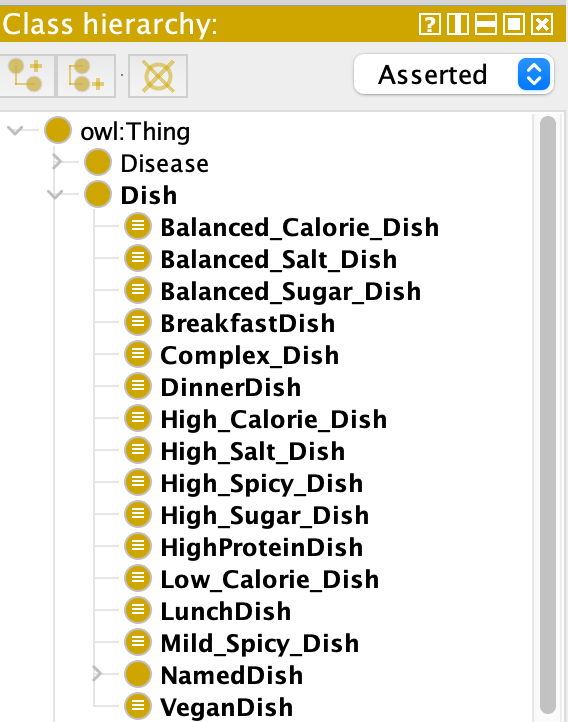 Class hierarchy:
Asserted
owl:Thing
Disease
Dish
Balanced_Calorie_Dish
Balanced_Salt_Dish
Balanced_Sugar_Dish
BreakfastDish
Complex_Dish
DinnerDish
High_Calorie_Dish
High_Salt_Dish
High_Spicy_Dish
High_Sugar_Dish
HighProteinDish
Low_Calorie_Dish
LunchDish
Mild_Spicy_Dish
NamedDish
VeganDish